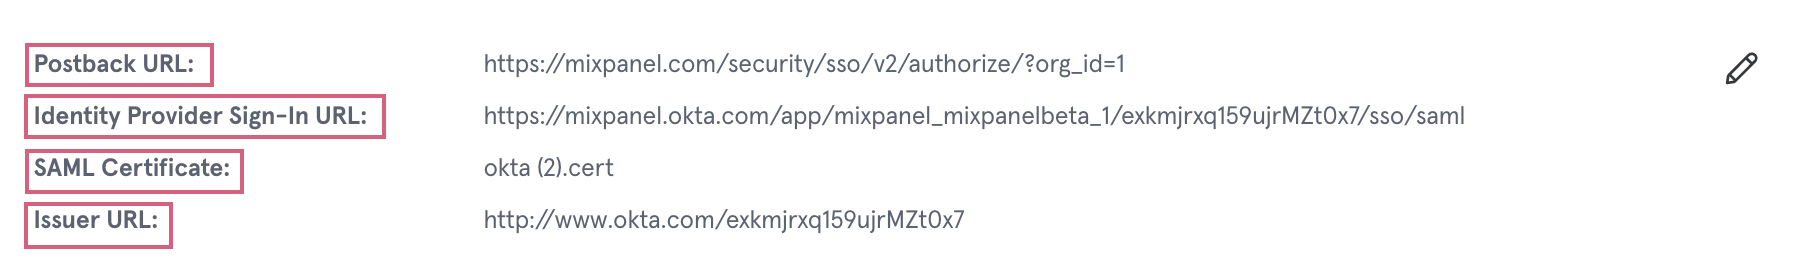 Postback URL: https://mixpanel.com/security/sso/v2/authorize/?org_id=1
Identity Provider Sign-In URL: https://mixpanel.okta.com/app/mixpanel_mixpanelbeta_1/exkmjrxq159ujrMZt0x7/sso/saml
SAML Certificate: okta (2).cert
Issuer URL: http://www.okta.com/exkmjrxq159ujrMZt0x7